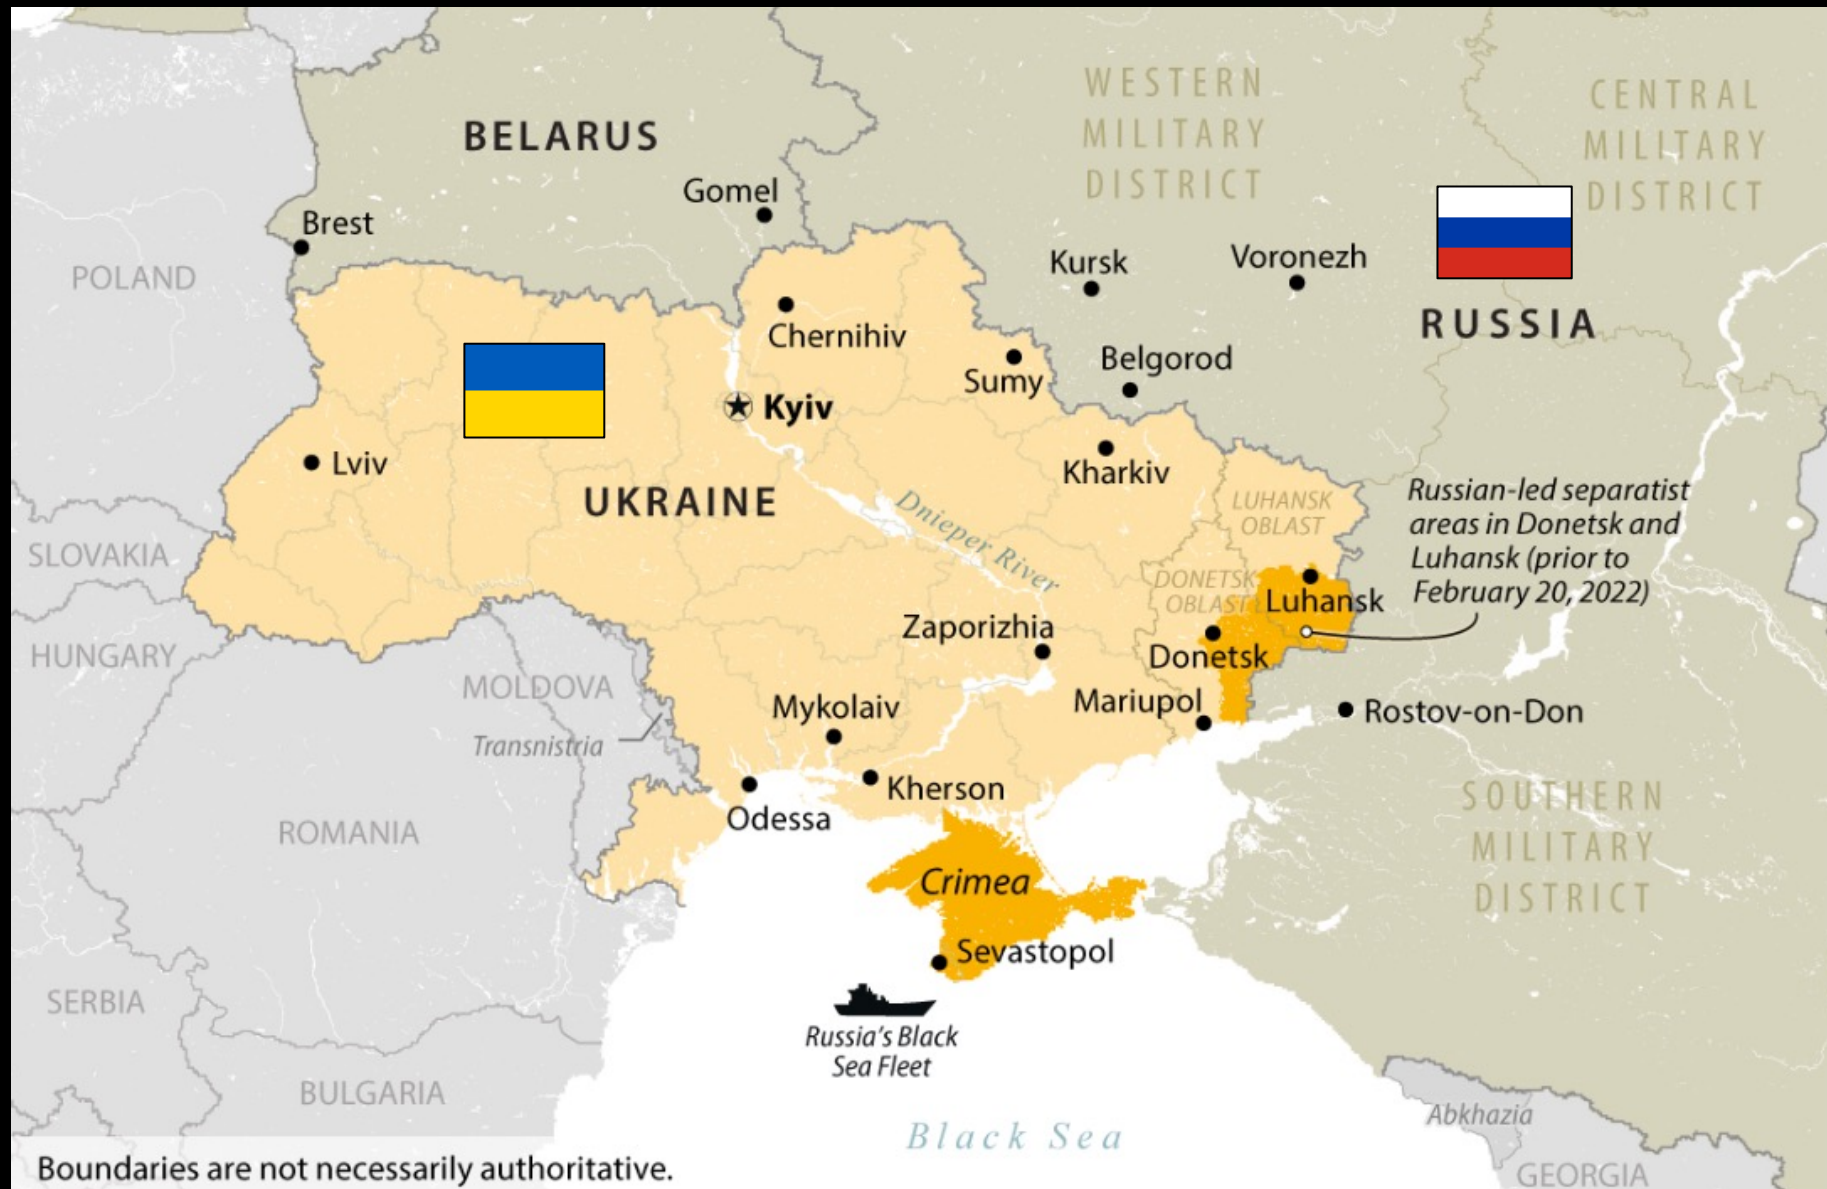 WESTERN
MILITARY
DISTRICT
CENTRAL
MILITARY
DISTRICT
BELARUS
Gomel
Brest
POLAND
Kursk
Voronezh
RUSSIA
Chernihiv
Sumy
Belgorod
Kyiv
Lviv
Kharkiv
UKRAINE
Dnieper River
LUHANSK
OBLAST
Russian-led separatist
areas in Donetsk and
Luhansk (prior to
February 20, 2022)
SLOVAKIA
DONETSK
OBLAST
Luhansk
HUNGARY
Zaporizhia
Donetsk
MOLDOVA
Transnistria
Mykolaiv
Mariupol
Rostov-on-Don
Kherson
Odessa
SOUTHERN
MILITARY
DISTRICT
ROMANIA
Crimea
Sevastopol
SERBIA
Russia's Black
Sea Fleet
BULGARIA
Black Sea
Abkhazia
GEORGIA
Boundaries are not necessarily authoritative.